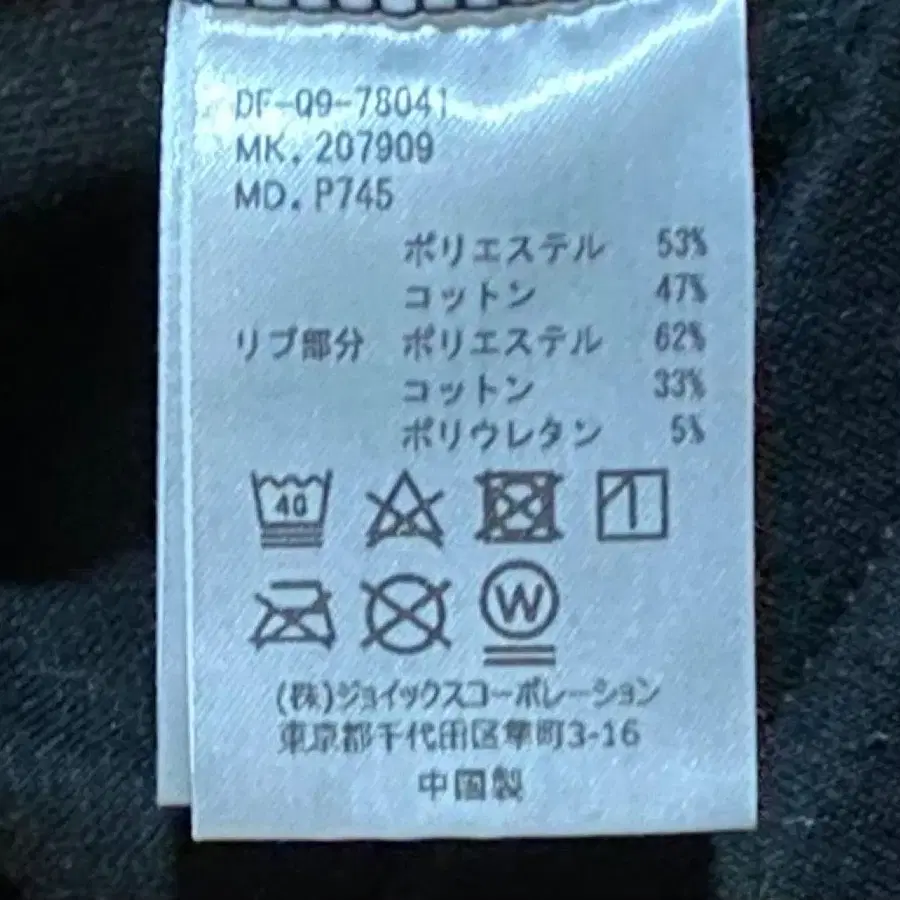 DF-Q9-78041
MK. 207909
MD. P745
ポリエステル 53%
コットン 47%
リブ部分 ポリエステル 62%
コットン 33%
ポリウレタン 5%
40
W
(株)ジョイックスコーポレーション
東京都千代田区隼町3-16
中国製